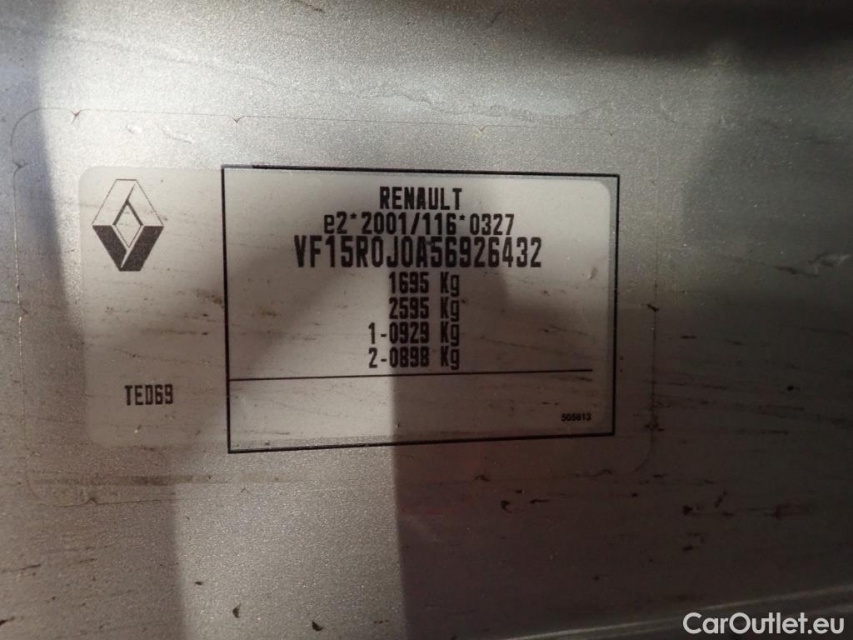 RENAULT
e2*2001/116*0327
VF15R0J0A56926432
1695 Kg
2595 Kg
1-0929 Kg
2-0898 Kg
TED69
505913
CarOutlet.eu